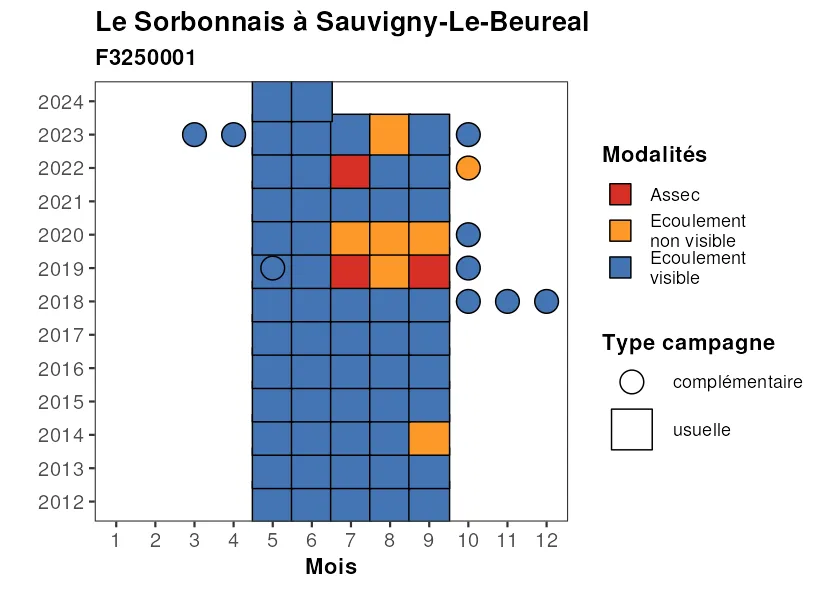 Le Sorbonnais à Sauvigny-Le-Beureal
F3250001
2024
2023
2022
2021
2020
2019
2018
2017
2016
2015
2014
2013
2012
1 2 3 4 5 6 7 8 9 10 11 12
Mois
Modalités
Assec
Ecoulement
non visible
Ecoulement
visible
Type campagne
complémentaire
usuelle